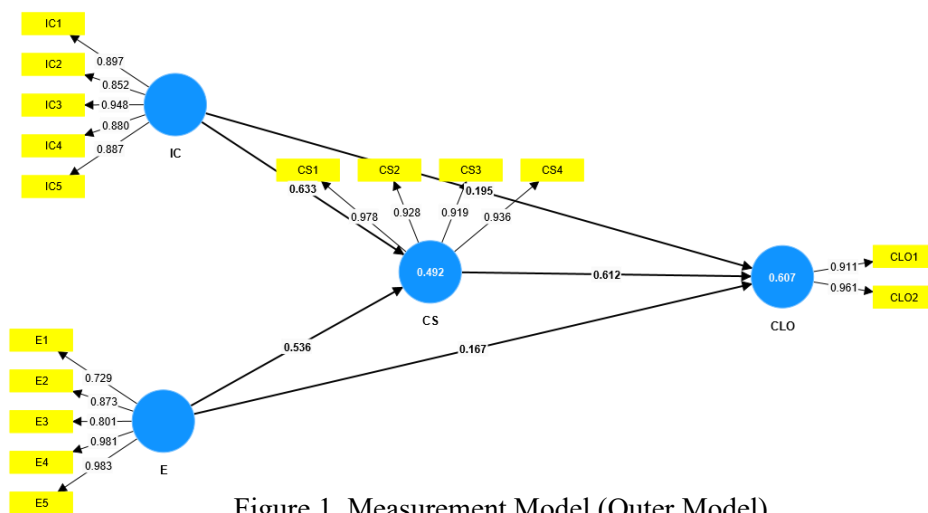 IC1
IC2
IC3
IC4
IC5
0.897
0.852
0.948
0.880
0.887
IC
CS1
CS2
CS3
CS4
0.633
0.195
0.978
0.928
0.919
0.936
0.492
CS
0.612
0.607
CLO
0.911
0.961
CLO1
CLO2
0.536
0.167
E1
E2
E3
E4
E5
0.729
0.873
0.801
0.981
0.983
E
Figure 1. Measurement Model (Outer Model)